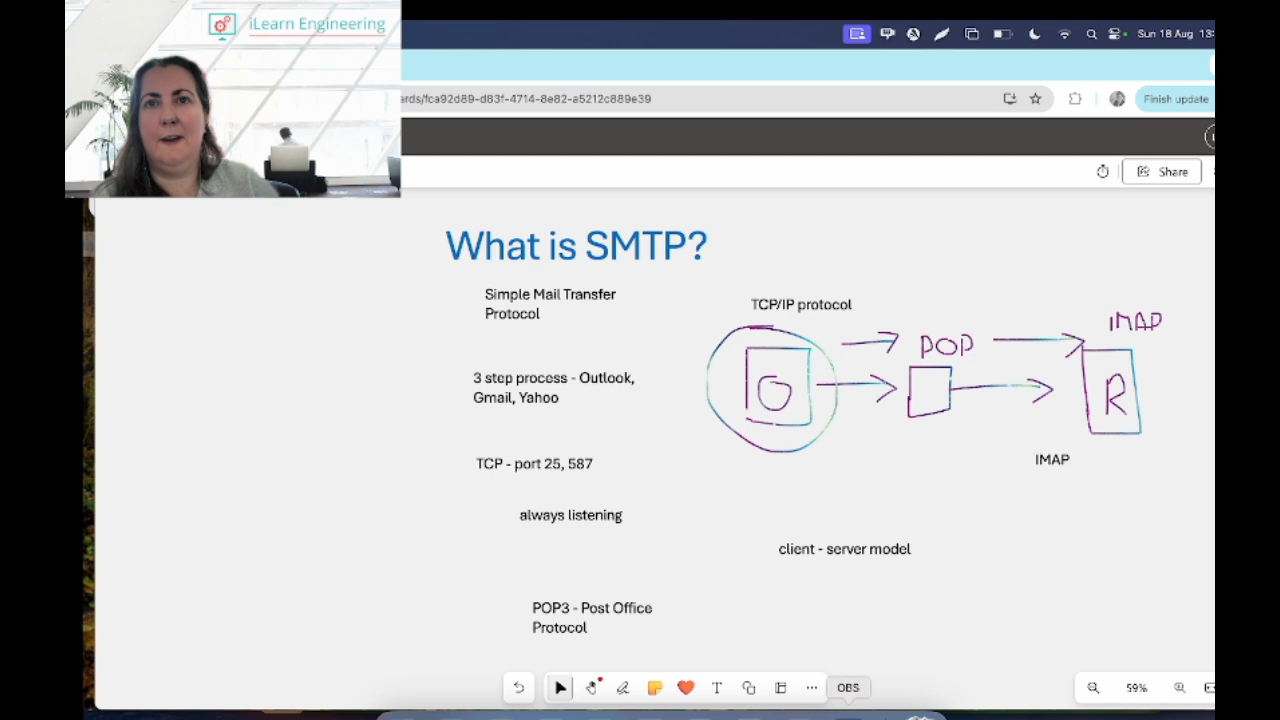 iLearn Engineering
Sun 18 Aug 13:
ards/fca92d89-d83f-4714-8e82-a5212c889e39
Finish update
Share
What is SMTP?
Simple Mail Transfer
Protocol
TCP/IP protocol
IMAP
POP
3 step process - Outlook,
Gmail, Yahoo
O
R
TCP - port 25, 587
IMAP
always listening
client - server model
POP3 - Post Office
Protocol
T
OBS
59%